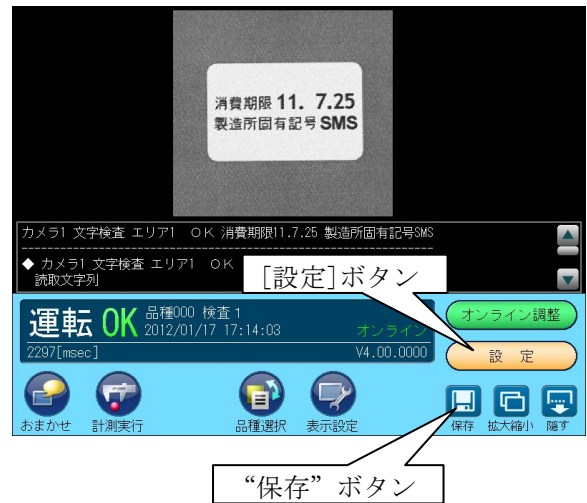 消費期限 11. 7.25
製造所固有記号 SMS
カメラ1 文字検査 エリア1 ＯＫ 消費期限11.7.25 製造所固有記号SMS
--------------------------------------------------------
◆ カメラ1 文字検査 エリア1 ＯＫ
読取文字列
[設定]ボタン
運転 OK 品種000 検査 1
2012/01/17 17:14:03 オンライン
2297[msec] V4.00.0000
オンライン調整
設 定
おまかせ 計測実行 品種選択 表示設定 保存 拡大縮小 隠す
“保存” ボタン